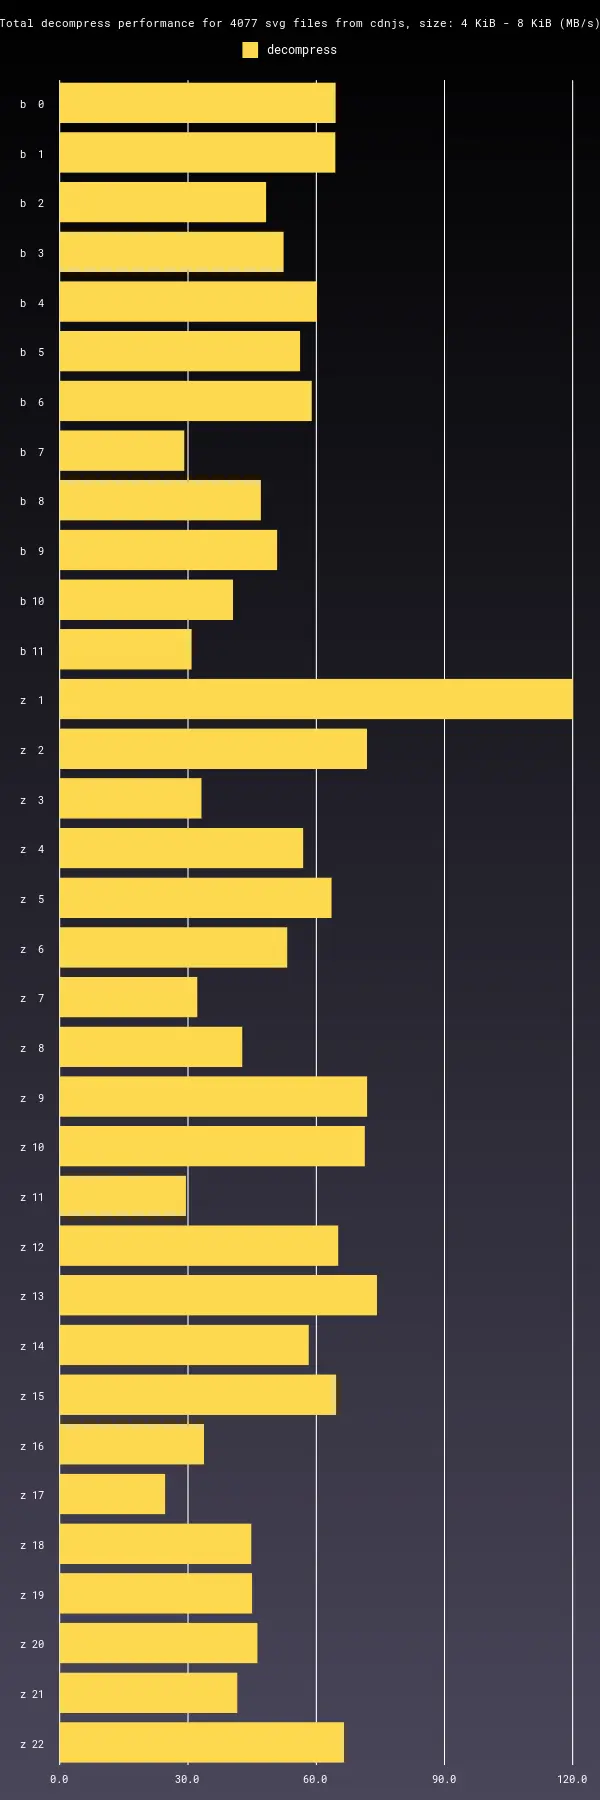 Total decompress performance for 4077 svg files from cdnjs, size: 4 KiB - 8 KiB (MB/s)
decompress
b 0
b 1
b 2
b 3
b 4
b 5
b 6
b 7
b 8
b 9
b 10
b 11
z 1
z 2
z 3
z 4
z 5
z 6
z 7
z 8
z 9
z 10
z 11
z 12
z 13
z 14
z 15
z 16
z 17
z 18
z 19
z 20
z 21
z 22
0.0 30.0 60.0 90.0 120.0